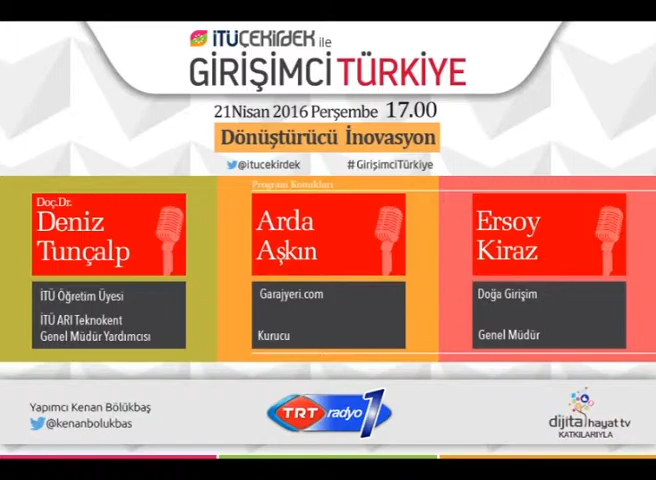 İTÜÇEKİRDEK ile
GİRİŞİMCİ TÜRKİYE
21Nisan 2016 Perşembe 17.00
Dönüştürücü İnovasyon
@itucekirdek #GirişimciTürkiye
Program Konukları
Doç.Dr.
Deniz
Tunçalp
İTÜ Öğretim Üyesi
İTÜ ARI Teknokent
Genel Müdür Yardımcısı
Arda
Aşkın
Garajyeri.com
Kurucu
Ersoy
Kiraz
Doğa Girişim
Genel Müdür
Yapımcı Kenan Bölükbaş
@kenanbolukbas
TRT radyo 1
dijital hayat tv
KATKILARIYLA